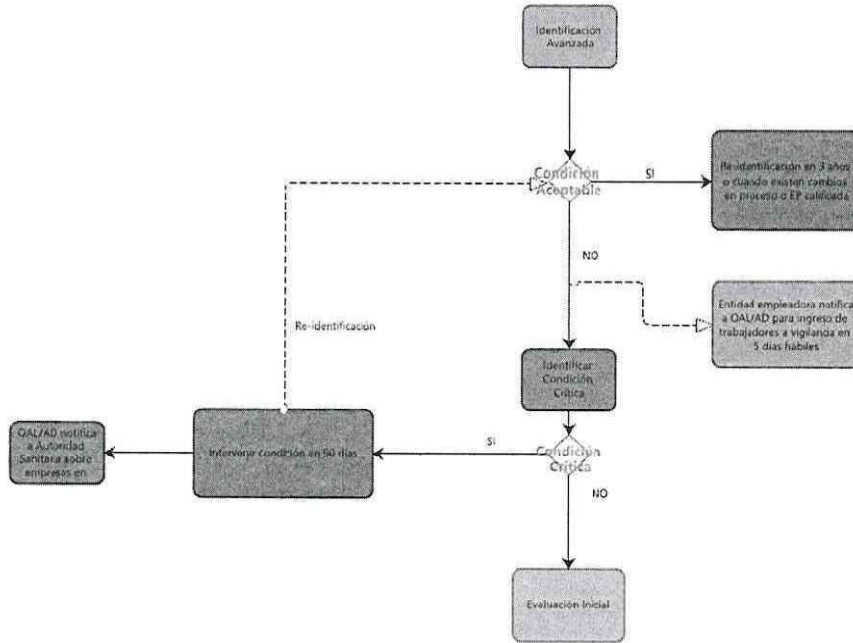 Identificación
Avanzada
Condición
Aceptable
SI
Re-identificación en 3 años
o cuando existen cambios
en proceso o EP calificada
NO
Entidad empleadora notifica
a OAL/AD para ingreso de
trabajadores a vigilancia en
5 días hábiles
Re-identificación
Identificar
Condición
Crítica
OAL/AD notifica
a Autoridad
Sanitaria sobre
empresas en
Intervenir condición en 90 días
SI
Condición
Crítica
NO
Evaluación Inicial